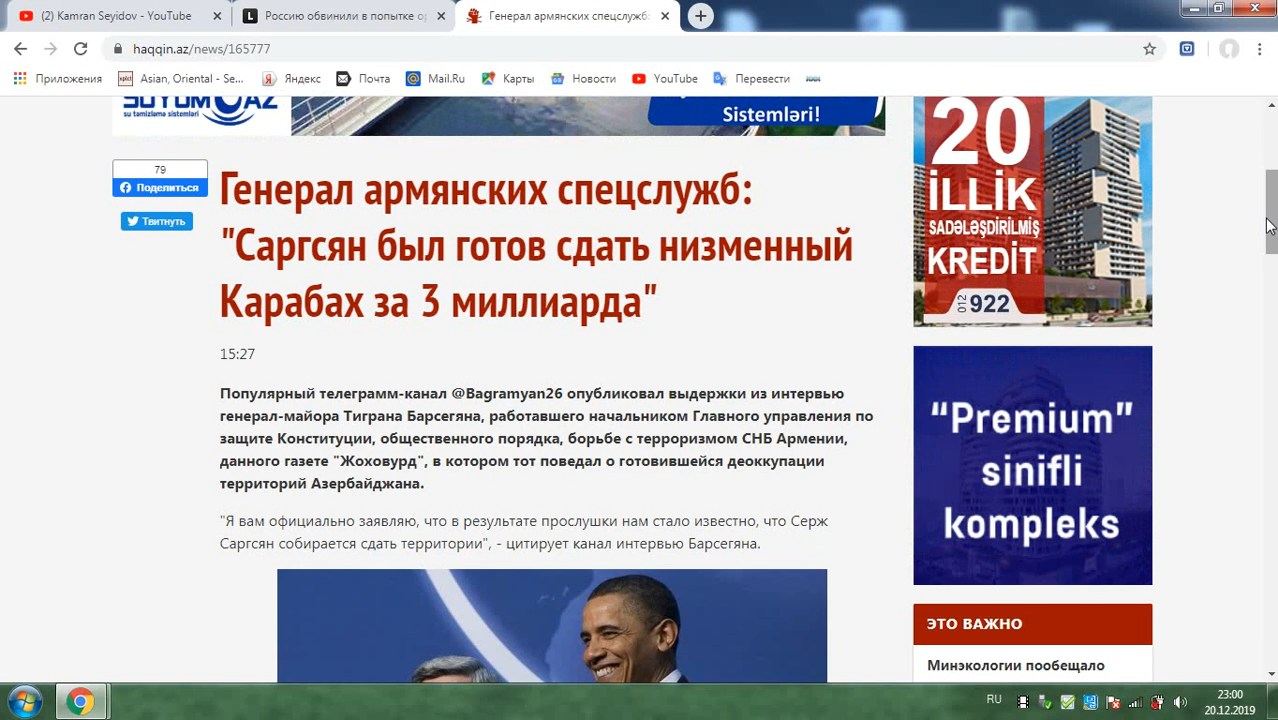 (2) Kamran Seyidov - YouTube
Россию обвинили в попытке ор
Генерал армянских спецслужб:
haqqin.az/news/165777
Приложения
Asian, Oriental - Se...
Яндекс
Почта
Mail.Ru
Карты
Новости
YouTube
Перевести
su təmizləmə sistemləri
Sistemləri!
79
Поделиться
Твитнуть
Генерал армянских спецслужб:
"Саргсян был готов сдать низменный
Карабах за 3 миллиарда"
15:27
Популярный телеграмм-канал @Bagramyan26 опубликовал выдержки из интервью
генерал-майора Тиграна Барсегяна, работавшего начальником Главного управления по
защите Конституции, общественного порядка, борьбе с терроризмом СНБ Армении,
данного газете "Жоховурд", в котором тот поведал о готовившейся деоккупации
территорий Азербайджана.
"Я вам официально заявляю, что в результате прослушки нам стало известно, что Серж
Саргсян собирается сдать территории", - цитирует канал интервью Барсегяна.
20
İLLİK
SADƏLƏŞDİRİLMİŞ
KREDİT
012 922
“Premium”
sinifli
kompleks
ЭТО ВАЖНО
Минэкологии пообещало
RU
23:00
20.12.2019